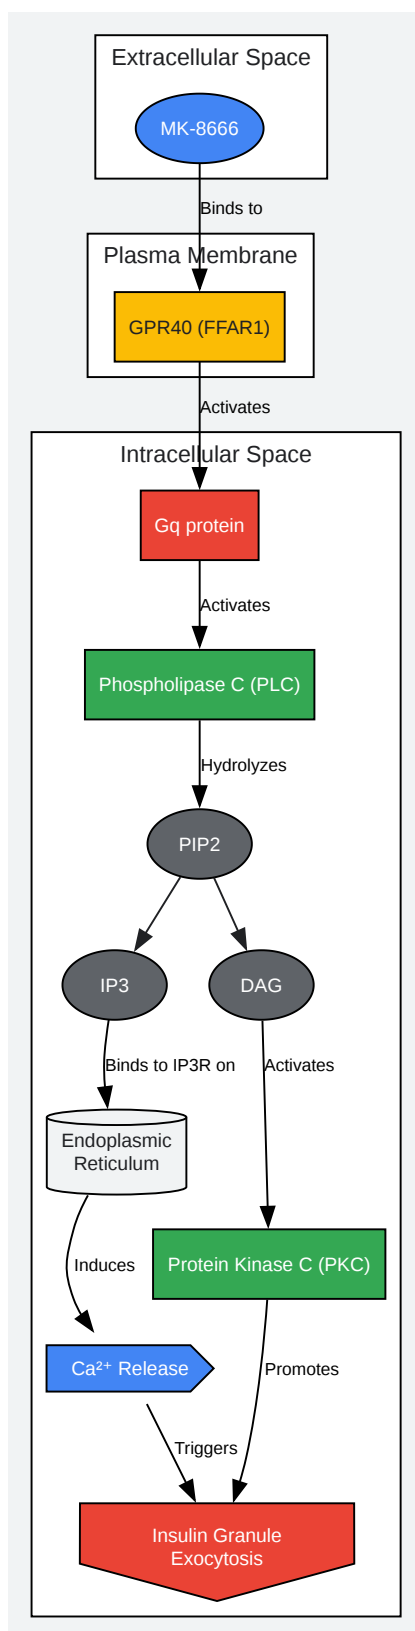 Extracellular Space
MK-8666
Binds to
Plasma Membrane
GPR40 (FFAR1)
Activates
Intracellular Space
Gq protein
Activates
Phospholipase C (PLC)
Hydrolyzes
PIP2
IP3
DAG
Binds to IP3R on
Activates
Endoplasmic
Reticulum
Protein Kinase C (PKC)
Induces
Ca²⁺ Release
Promotes
Triggers
Insulin Granule
Exocytosis